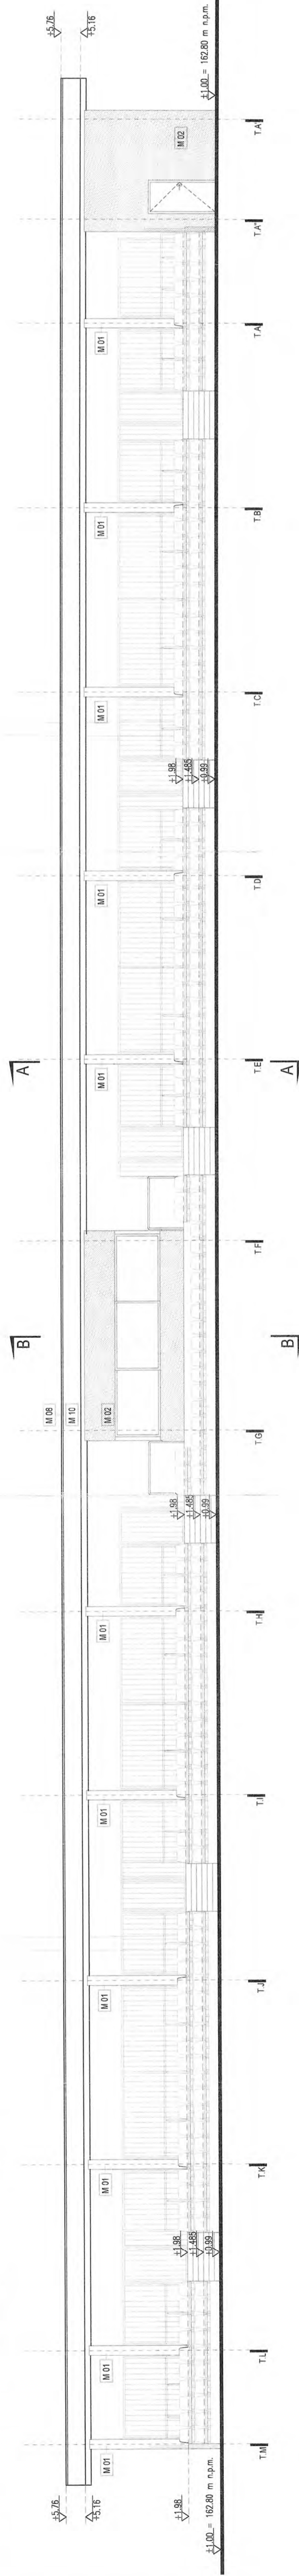 B
A
M 08
+5.76
+5.76
M 10
+5.16
+5.16
M 01
M 01
M 01
M 01
M 01
M 01
M 02
M 01
M 01
M 01
M 01
M 01
M 02
+1.98
+1.98
+1.485
+0.99
+1.98
+1.485
+0.99
+1.98
+1.485
+0.99
+1.00 = 162.80 m n.p.m.
+1.00 = 162.80 m n.p.m.
T.M
T.L
T.K
T.J
T.I
T.H
T.G
T.F
T.E
T.D
T.C
T.B
T.A
T.A"
T.A'
B
A